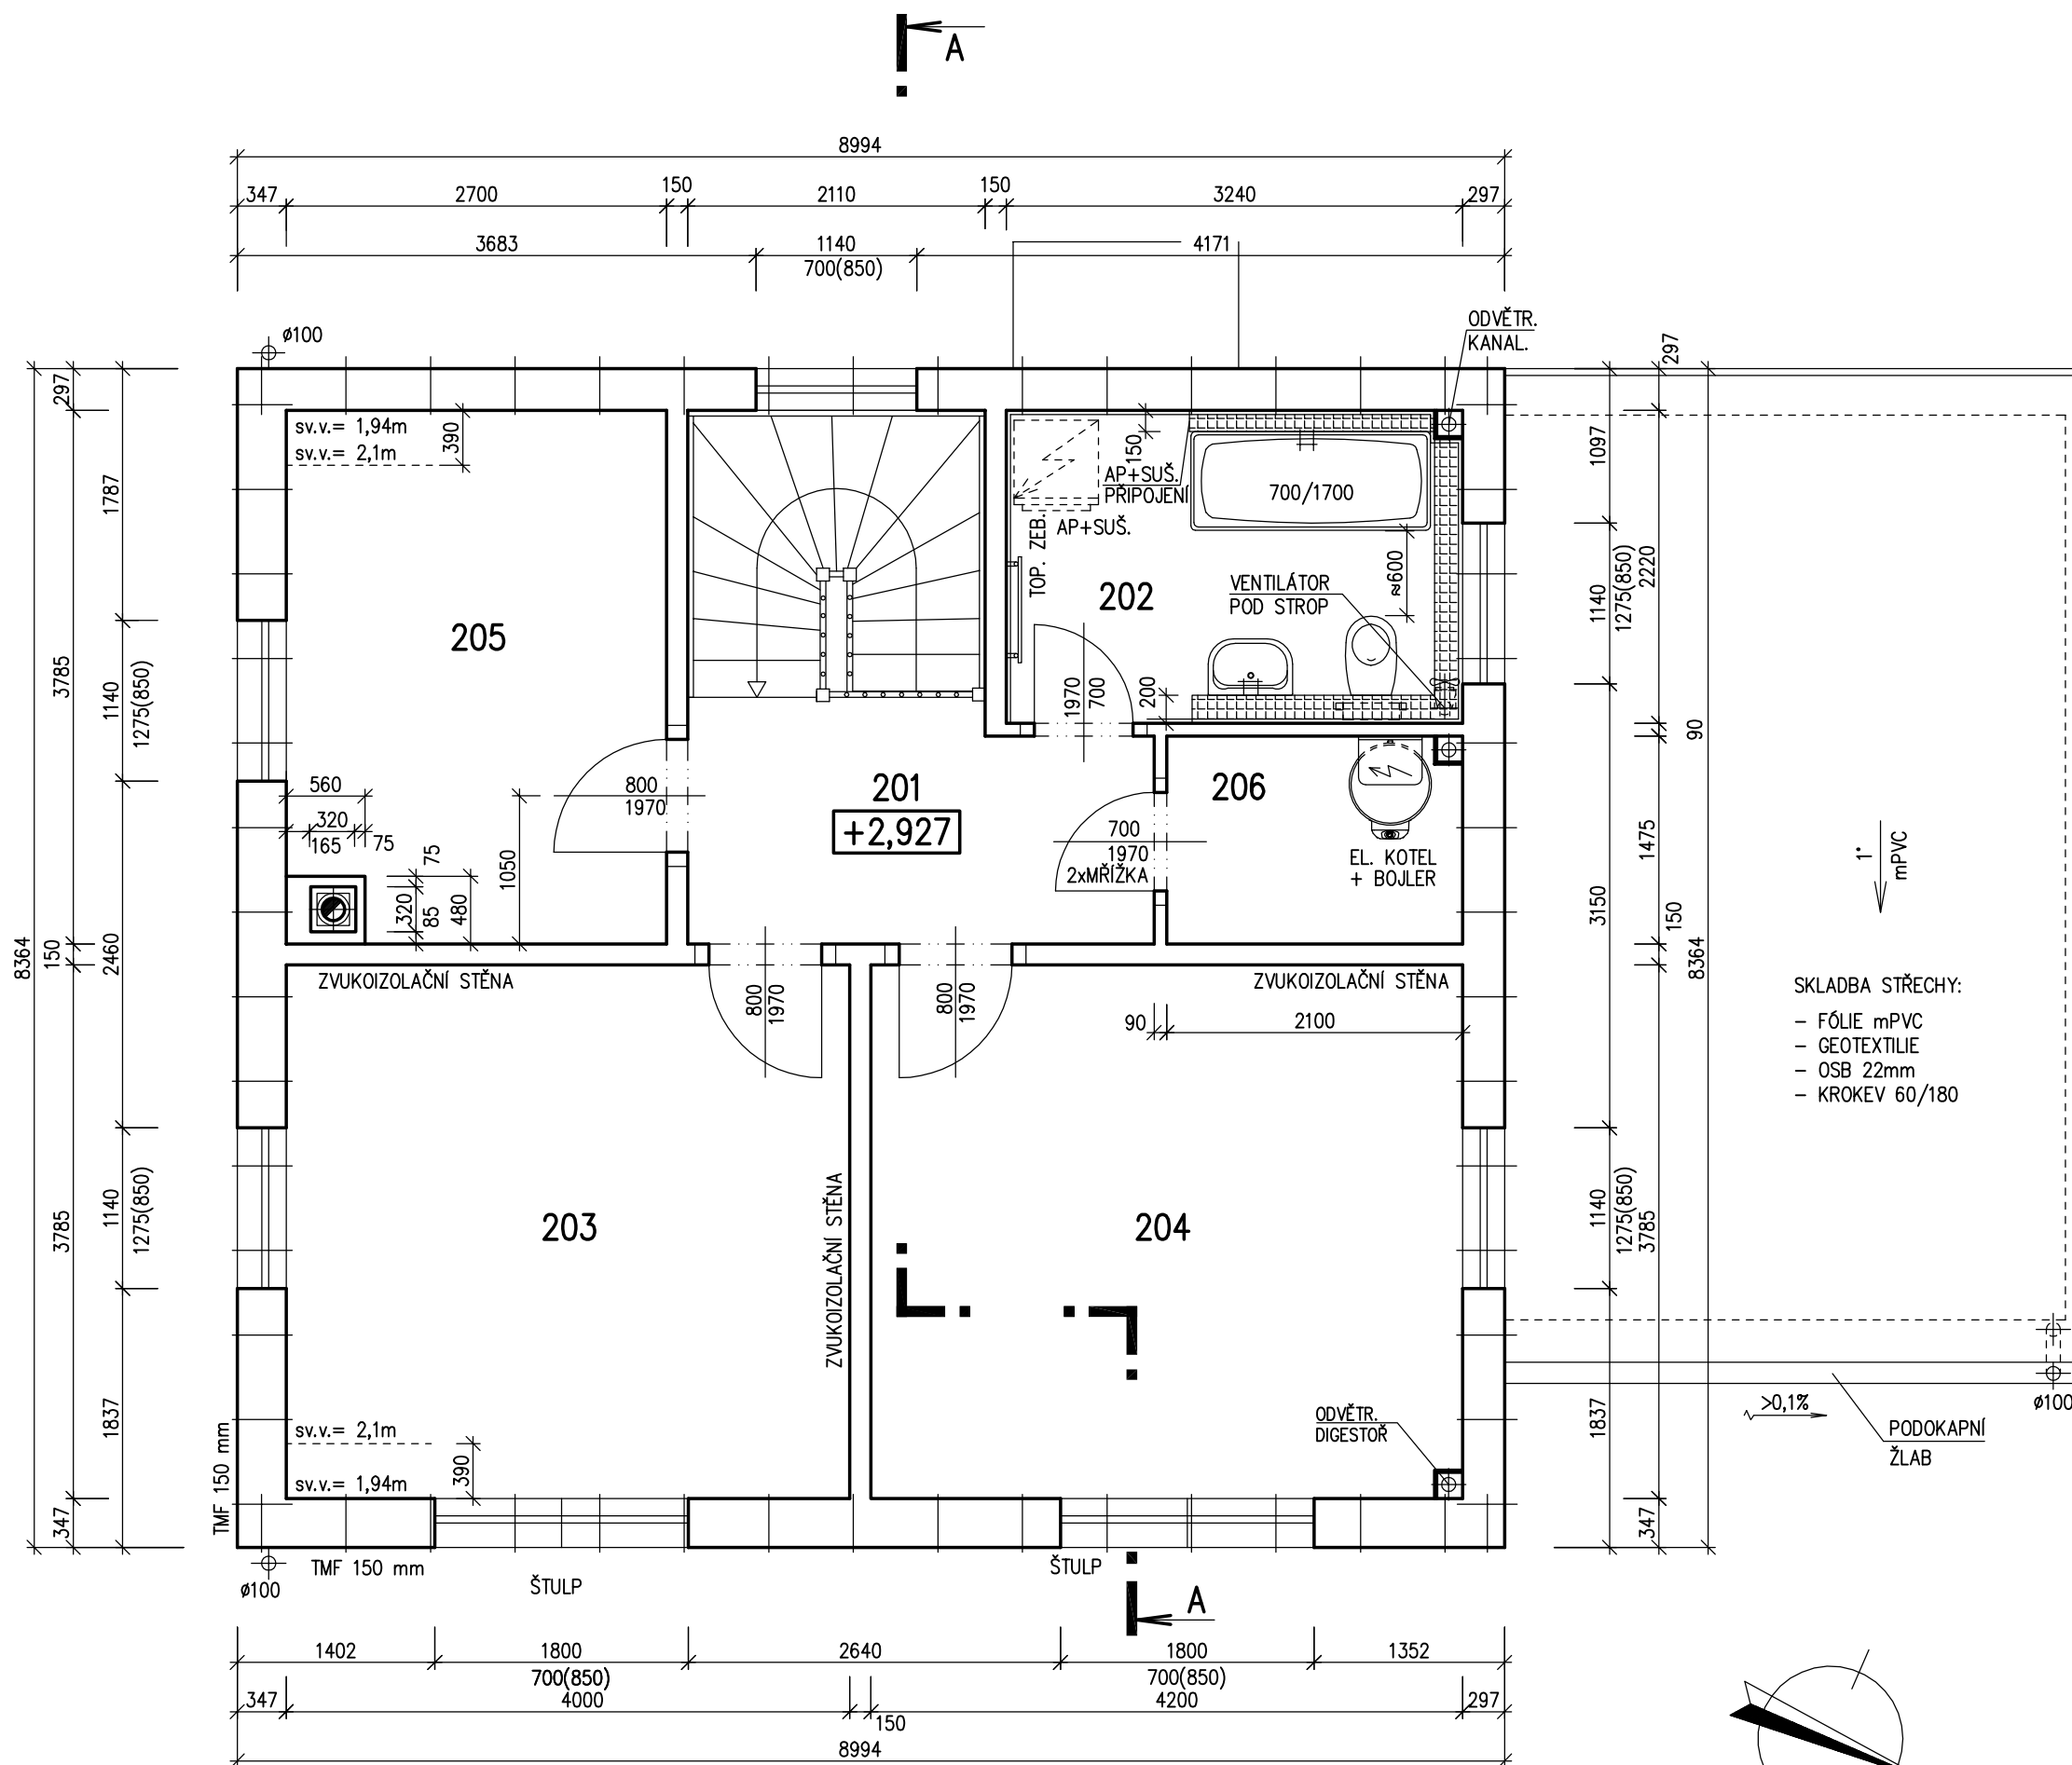 A
8994
347
2700
150
2110
150
3240
297
3683
1140
700(850)
4171
ø100
ODVĚTR.
KANAL.
297
297
sv.v.= 1,94m
sv.v.= 2,1m
390
150
AP+SUŠ.
PŘIPOJENÍ
AP+SUŠ.
TOP. ŽEB.
700/1700
1097
1787
≈600
1140
1275(850)
2220
202
VENTILÁTOR
POD STROP
205
3785
1140
1275(850)
1970
700
200
90
201
+2,927
206
560
320
165
75
800
1970
700
1970
2xMŘÍŽKA
EL. KOTEL
+ BOJLER
1475
1°
mPVC
75
320
85
480
1050
3150
150
8364
150
2460
8364
ZVUKOIZOLAČNÍ STĚNA
ZVUKOIZOLAČNÍ STĚNA
800
1970
800
1970
90
2100
SKLADBA STŘECHY:
– FÓLIE mPVC
– GEOTEXTILIE
– OSB 22mm
– KROKEV 60/180
3785
1140
1275(850)
203
ZVUKOIZOLAČNÍ STĚNA
204
1140
1275(850)
3785
1837
TMF 150 mm
sv.v.= 2,1m
390
sv.v.= 1,94m
ODVĚTR.
DIGESTOŘ
1837
>0,1%
ø100
PODOKAPNÍ
ŽLAB
347
347
ø100
TMF 150 mm
ŠTULP
ŠTULP
A
1402
1800
700(850)
2640
1800
700(850)
1352
347
4000
150
4200
297
8994